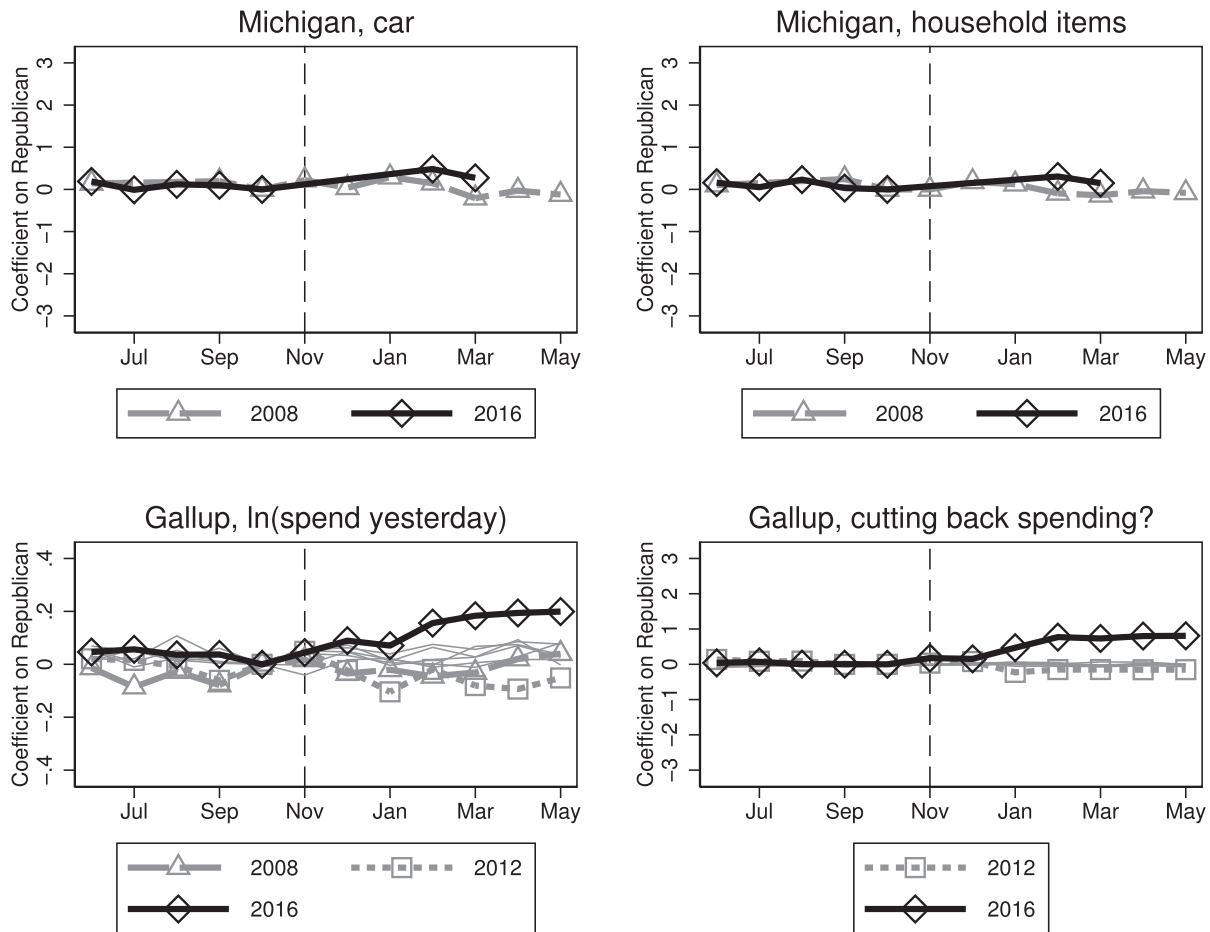 Michigan, car
Coefficient on Republican
3
2
1
0
-1
-2
-3
Jul Sep Nov Jan Mar May
2008 2016
Michigan, household items
Coefficient on Republican
3
2
1
0
-1
-2
-3
Jul Sep Nov Jan Mar May
2008 2016
Gallup, ln(spend yesterday)
Coefficient on Republican
.4
.2
0
-.2
-.4
Jul Sep Nov Jan Mar May
2008 2012
2016
Gallup, cutting back spending?
Coefficient on Republican
3
2
1
0
-1
-2
-3
Jul Sep Nov Jan Mar May
2012
2016